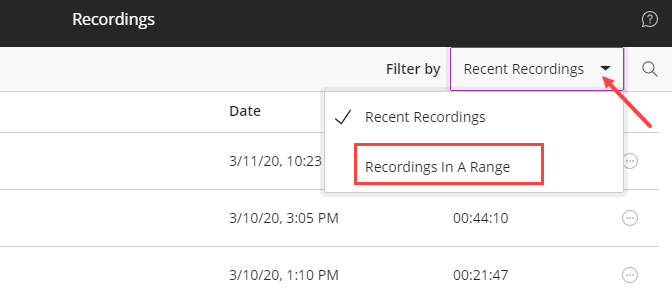 Recordings
Filter by Recent Recordings
Date
Recent Recordings
Recordings In A Range
3/11/20, 10:23
3/10/20, 3:05 PM 00:44:10
3/10/20, 1:10 PM 00:21:47